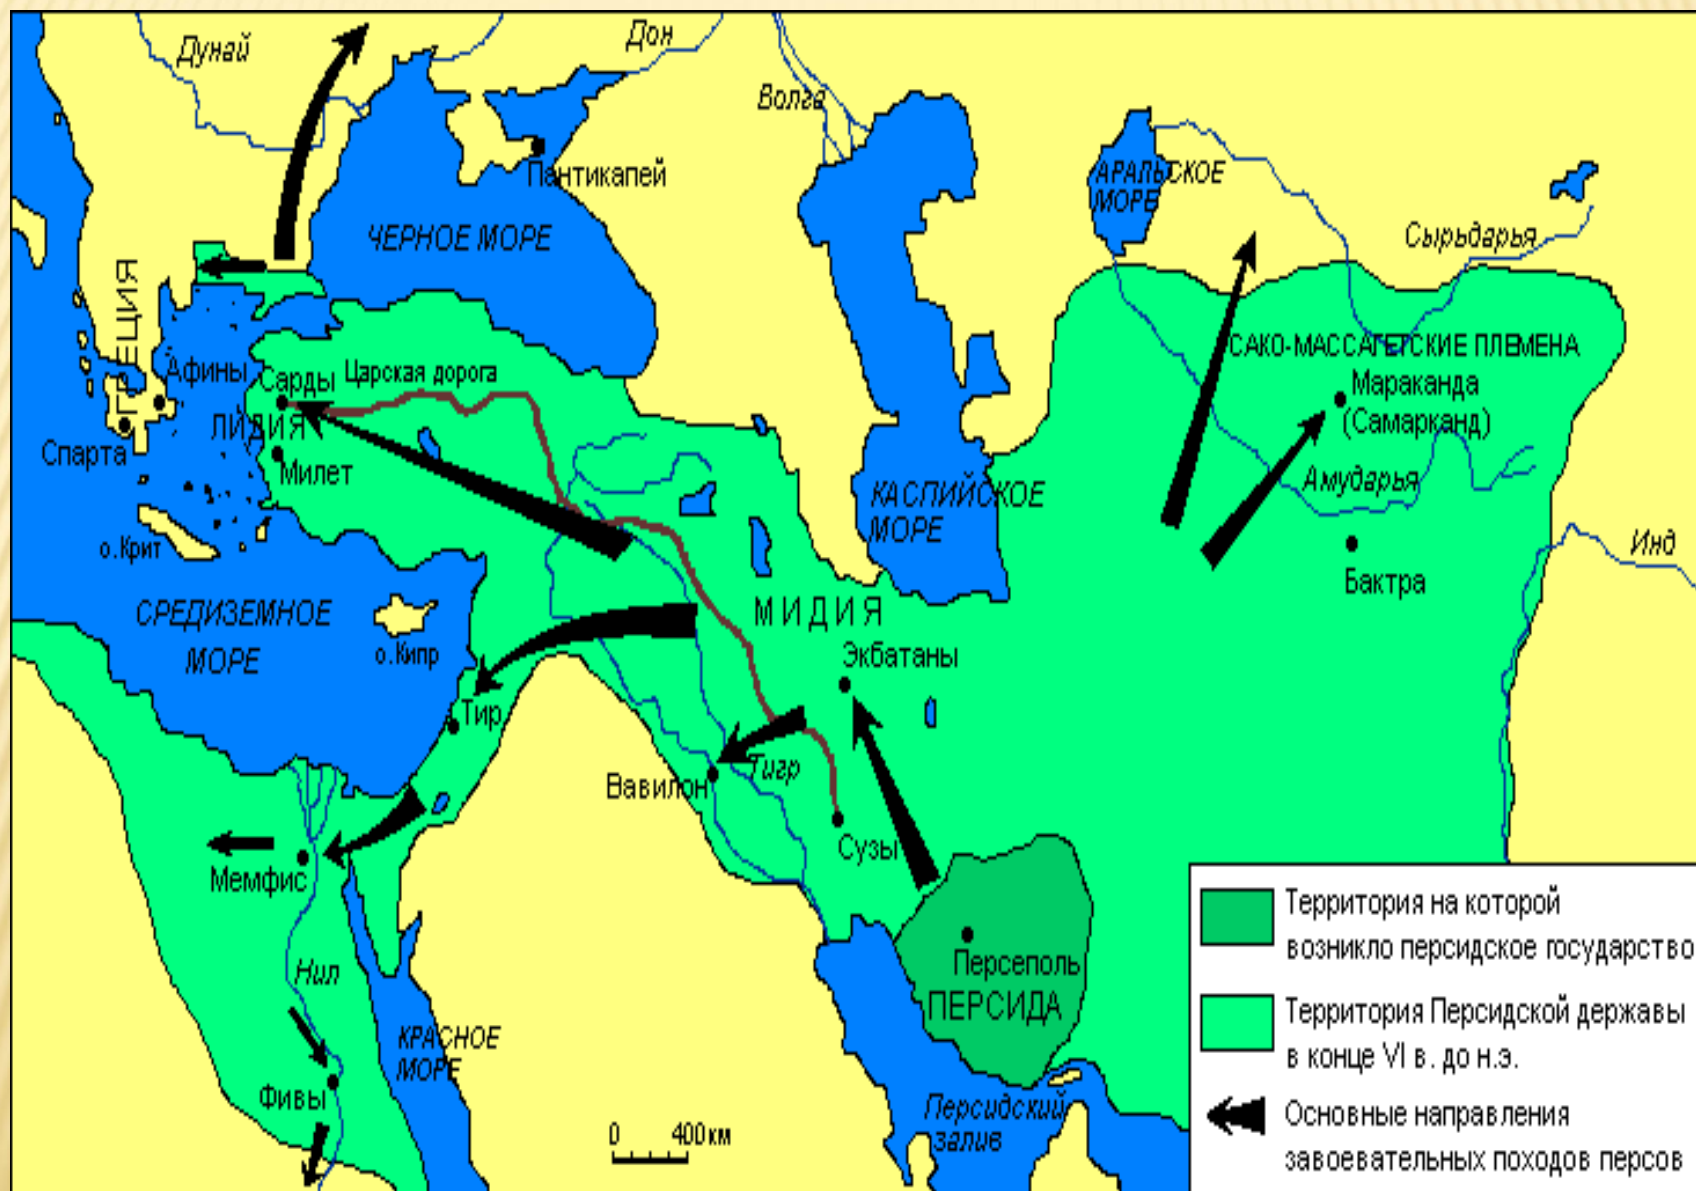 Дунай
Дон
Волга
Пантикапей
ЧЕРНОЕ МОРЕ
АРАЛЬСКОЕ
МОРЕ
Сырьдарья
ГРЕЦИЯ
САКО-МАССАГЕТСКИЕ ПЛЕМЕНА
Афины
Сарды
Царская дорога
Мараканда
(Самарканд)
ЛИДИЯ
Спарта
Милет
Амударья
КАСПИЙСКОЕ
МОРЕ
о.Крит
Инд
Бактра
СРЕДИЗЕМНОЕ
МОРЕ
о.Кипр
МИДИЯ
Экбатаны
Тир
Тигр
Вавилон
Сузы
Мемфис
Нил
Персеполь
ПЕРСИДА
КРАСНОЕ
МОРЕ
Фивы
Персидский
залив
0 400 км
Территория на которой
возникло персидское государство
Территория Персидской державы
в конце VI в. до н.э.
Основные направления
завоевательных походов персов